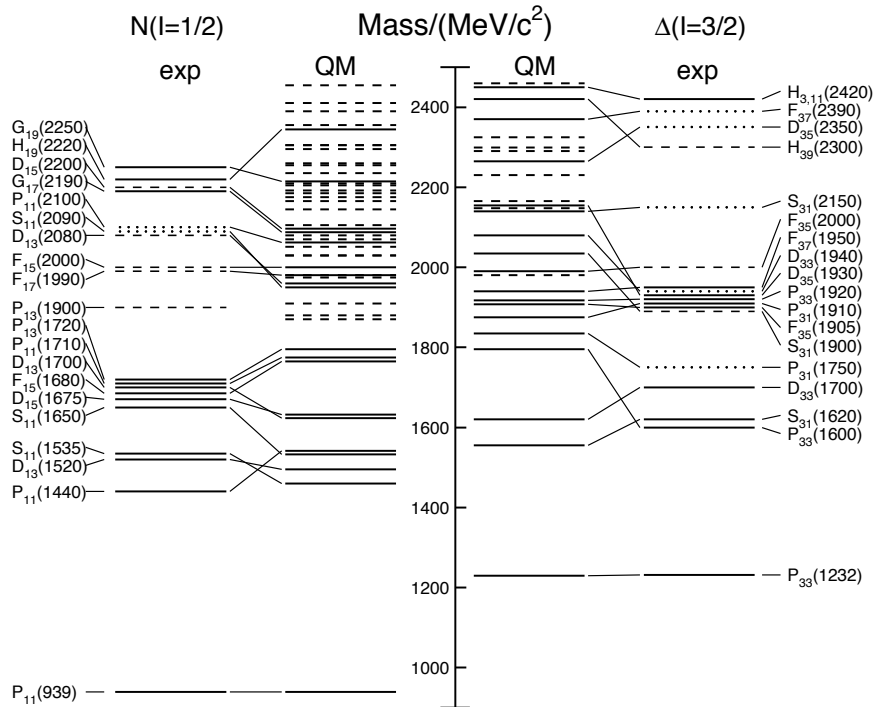 N(I=1/2)
Mass/(MeV/c²)
Δ(I=3/2)
exp
QM
QM
exp
G₁₉(2250)
H₁₉(2220)
D₁₅(2200)
G₁₇(2190)
P₁₁(2100)
S₁₁(2090)
D₁₃(2080)
F₁₅(2000)
F₁₇(1990)
P₁₃(1900)
P₁₃(1720)
P₁₁(1710)
D₁₃(1700)
F₁₅(1680)
D₁₅(1675)
S₁₁(1650)
S₁₁(1535)
D₁₃(1520)
P₁₁(1440)
P₁₁(939)
2400
2200
2000
1800
1600
1400
1200
1000
H₃,₁₁(2420)
F₃₇(2390)
D₃₅(2350)
H₃₉(2300)
S₃₁(2150)
F₃₅(2000)
F₃₇(1950)
D₃₃(1940)
D₃₅(1930)
P₃₃(1920)
P₃₁(1910)
F₃₅(1905)
S₃₁(1900)
P₃₁(1750)
D₃₃(1700)
S₃₁(1620)
P₃₃(1600)
P₃₃(1232)